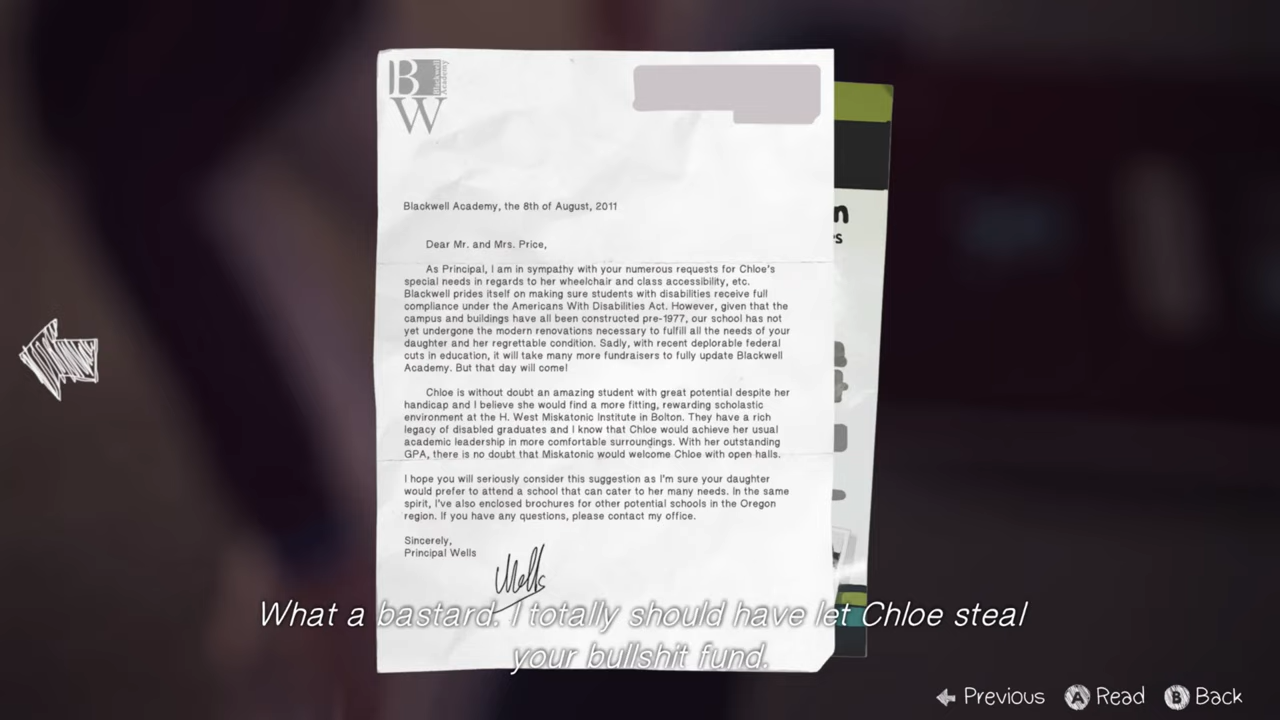 BW
Blackwell
Academy
Blackwell Academy, the 8th of August, 2011
Dear Mr. and Mrs. Price,
As Principal, I am in sympathy with your numerous requests for Chloe's
special needs in regards to her wheelchair and class accessibility, etc.
Blackwell prides itself on making sure students with disabilities receive full
compliance under the Americans With Disabilities Act. However, given that the
campus and buildings have all been constructed pre-1977, our school has not
yet undergone the modern renovations necessary to fulfill all the needs of your
daughter and her regrettable condition. Sadly, with recent deplorable federal
cuts in education, it will take many more fundraisers to fully update Blackwell
Academy. But that day will come!
Chloe is without doubt an amazing student with great potential despite her
handicap and I believe she would find a more fitting, rewarding scholastic
environment at the H. West Miskatonic Institute in Bolton. They have a rich
legacy of disabled graduates and I know that Chloe would achieve her usual
academic leadership in more comfortable surroundings. With her outstanding
GPA, there is no doubt that Miskatonic would welcome Chloe with open halls.
I hope you will seriously consider this suggestion as I'm sure your daughter
would prefer to attend a school that can cater to her many needs. In the same
spirit, I've also enclosed brochures for other potential schools in the Oregon
region. If you have any questions, please contact my office.
Sincerely,
Principal Wells
Wells
What a bastard. I totally should have let Chloe steal
your bullshit fund.
Previous A Read B Back